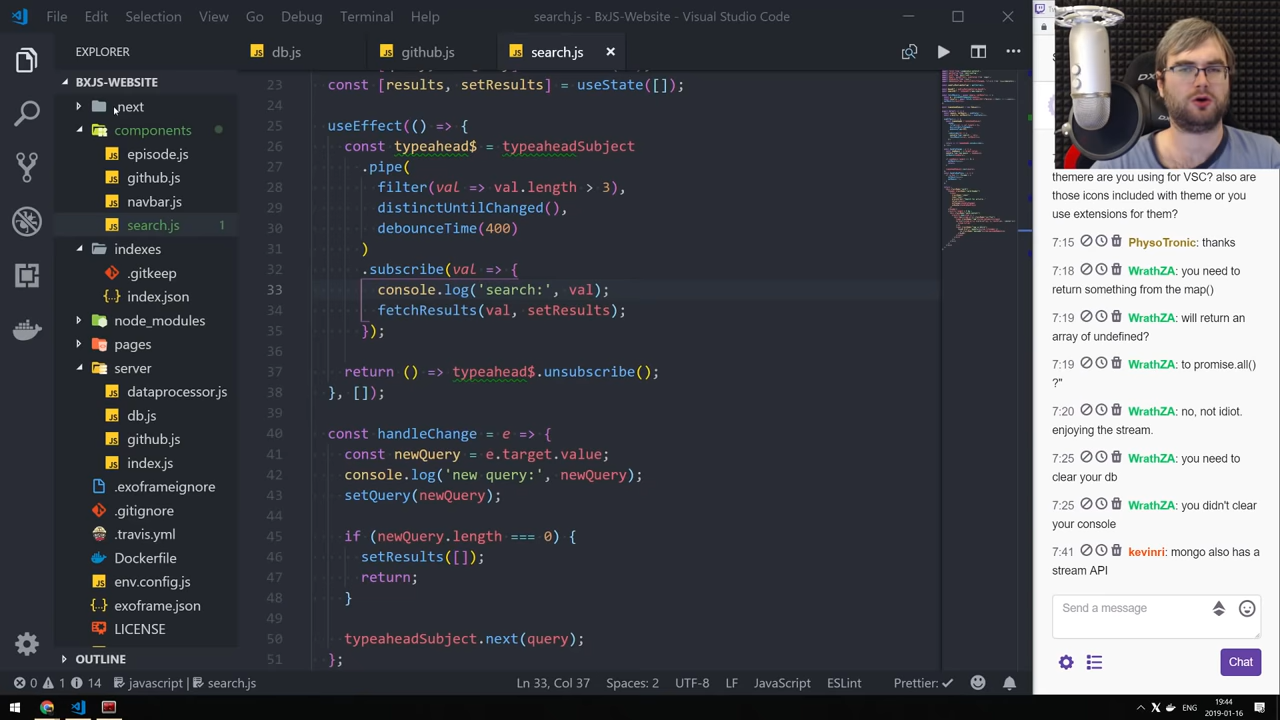 File Edit Selection View Go Debug Help search.js - BxJS-Website - Visual Studio Code
EXPLORER
BXJS-WEBSITE
.next
components
episode.js
github.js
navbar.js
search.js 1
indexes
.gitkeep
index.json
node_modules
pages
server
dataprocessor.js
db.js
github.js
index.js
.exoframeignore
.gitignore
.travis.yml
Dockerfile
env.config.js
exoframe.json
LICENSE
OUTLINE
db.js github.js search.js
const [results, setResults] = useState([]);
useEffect(() => {
const typeahead$ = typeaheadSubject
.pipe(
28 filter(val => val.length > 3),
29 distinctUntilChanged(),
30 debounceTime(400)
31 )
32 .subscribe(val => {
33 console.log('search:', val);
34 fetchResults(val, setResults);
35 });
36
37 return () => typeahead$.unsubscribe();
38 }, []);
39
40 const handleChange = e => {
41 const newQuery = e.target.value;
42 console.log('new query:', newQuery);
43 setQuery(newQuery);
44
45 if (newQuery.length === 0) {
46 setResults([]);
47 return;
48 }
49
50 typeaheadSubject.next(query);
51 };
themere are you using for VSC? also are
those icons included with theme or you
use extensions for them?
7:15 PhysoTronic: thanks
7:18 WrathZA: you need to
return something from the map()
7:19 WrathZA: will return an
array of undefined?
7:19 WrathZA: to promise.all()
?"
7:20 WrathZA: no, not idiot.
enjoying the stream.
7:25 WrathZA: you need to
clear your db
7:25 WrathZA: you didn't clear
your console
7:41 kevinri: mongo also has a
stream API
Send a message
Chat
0 1 14 javascript | search.js Ln 33, Col 37 Spaces: 2 UTF-8 LF JavaScript ESLint Prettier: ✓
ENG 19:44
2019-01-16